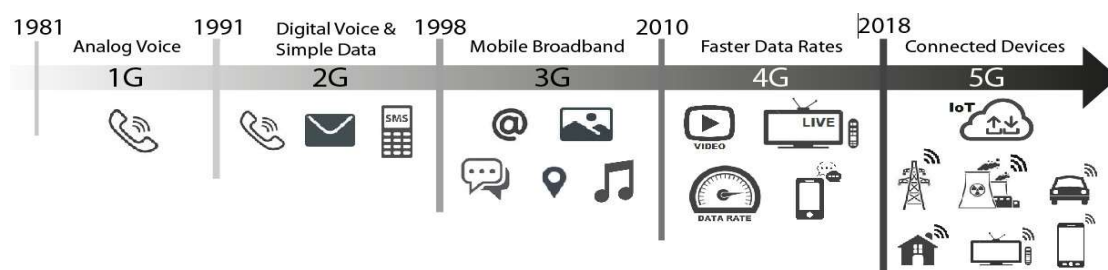 1981
Analog Voice
1991
Digital Voice &
Simple Data
1998
Mobile Broadband
2010
Faster Data Rates
2018
Connected Devices
1G
2G
3G
4G
5G
SMS
@
VIDEO
LIVE
DATA RATE
IoT